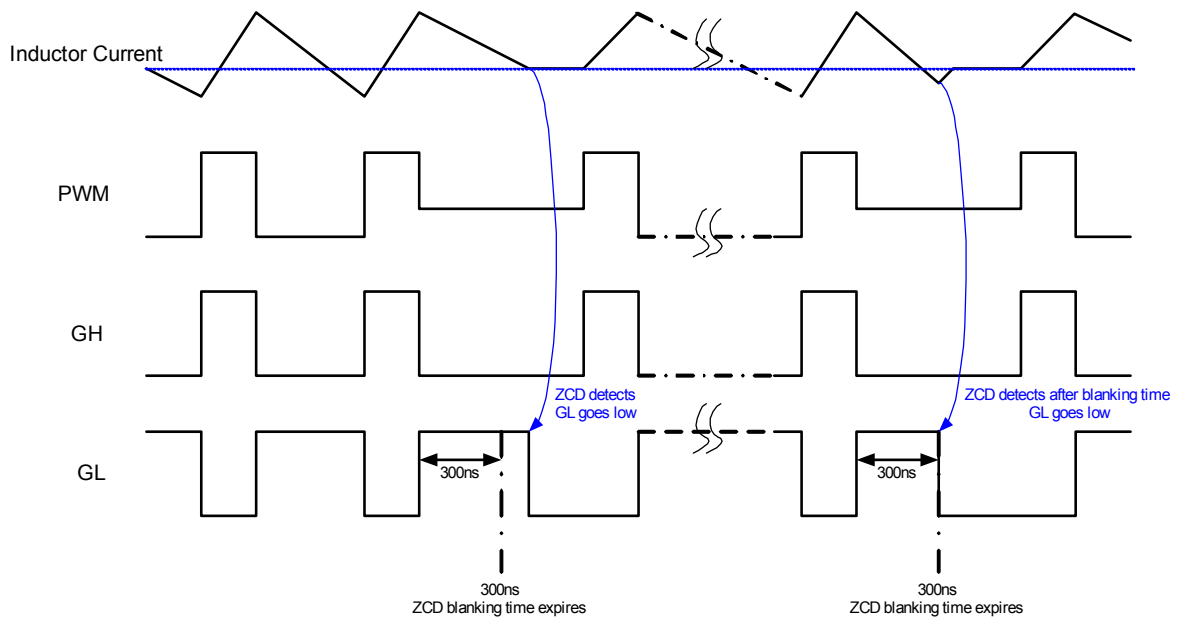 Inductor Current
PWM
GH
ZCD detects
GL goes low
ZCD detects after blanking time
GL goes low
GL
300ns
300ns
300ns
ZCD blanking time expires
300ns
ZCD blanking time expires